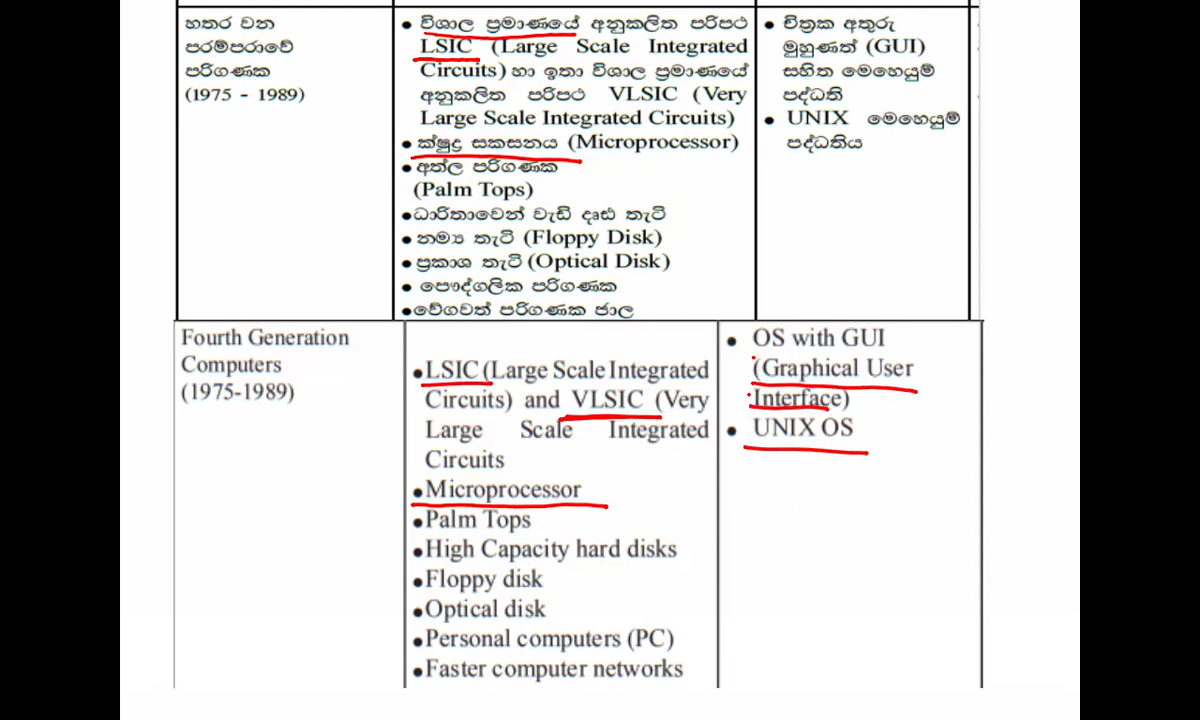 හතර වන
පරම්පරාවේ
පරිගණක
(1975 - 1989)
• විශාල ප්‍රමාණයේ අනුකලිත පරිපථ
LSIC (Large Scale Integrated
Circuits) හා ඉතා විශාල ප්‍රමාණයේ
අනුකලිත පරිපථ VLSIC (Very
Large Scale Integrated Circuits)
• ක්ෂුද්‍ර සකසනය (Microprocessor)
• අත්ල පරිගණක
(Palm Tops)
• ධාරිතාවෙන් වැඩි දෘඪ තැටි
• නම්‍ය තැටි (Floppy Disk)
• ප්‍රකාශ තැටි (Optical Disk)
• පෞද්ගලික පරිගණක
• වේගවත් පරිගණක ජාල
• චිත්‍රක අතුරු
මුහුණත් (GUI)
සහිත මෙහෙයුම්
පද්ධති
• UNIX මෙහෙයුම්
පද්ධතිය
Fourth Generation
Computers
(1975-1989)
• LSIC (Large Scale Integrated
Circuits) and VLSIC (Very
Large Scale Integrated
Circuits
• Microprocessor
• Palm Tops
• High Capacity hard disks
• Floppy disk
• Optical disk
• Personal computers (PC)
• Faster computer networks
• OS with GUI
(Graphical User
Interface)
• UNIX OS